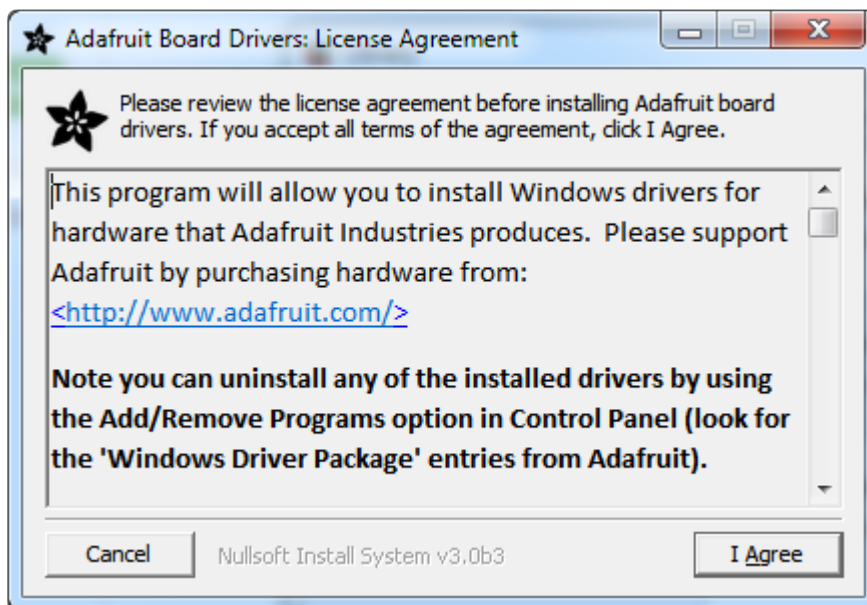 Adafruit Board Drivers: License Agreement
Please review the license agreement before installing Adafruit board
drivers. If you accept all terms of the agreement, click I Agree.
This program will allow you to install Windows drivers for
hardware that Adafruit Industries produces.  Please support
Adafruit by purchasing hardware from:
<http://www.adafruit.com/>
Note you can uninstall any of the installed drivers by using
the Add/Remove Programs option in Control Panel (look for
the 'Windows Driver Package' entries from Adafruit).
Cancel Nullsoft Install System v3.0b3 I Agree